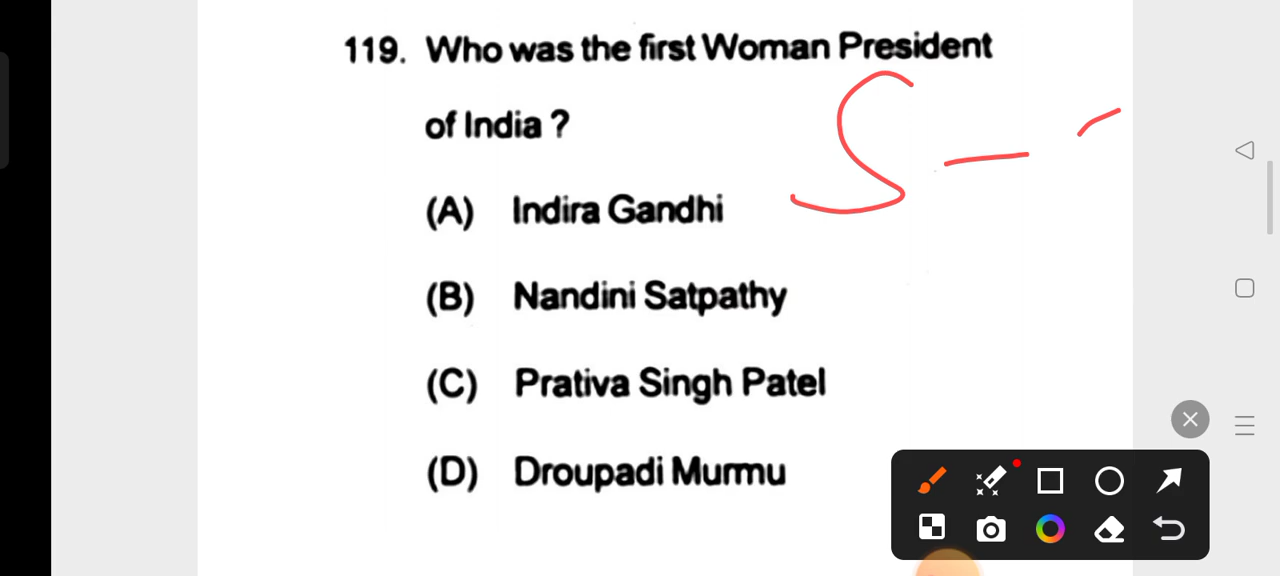 119. Who was the first Woman President
of India ?
(A) Indira Gandhi
(B) Nandini Satpathy
(C) Prativa Singh Patel
(D) Droupadi Murmu
S -